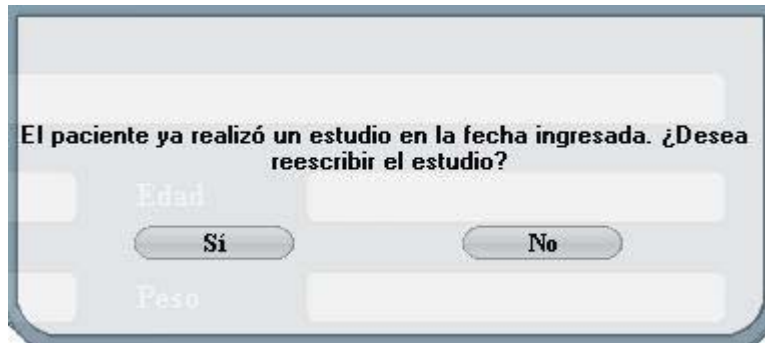 El paciente ya realizó un estudio en la fecha ingresada. ¿Desea
reescribir el estudio?
Edad
Sí
No
Peso